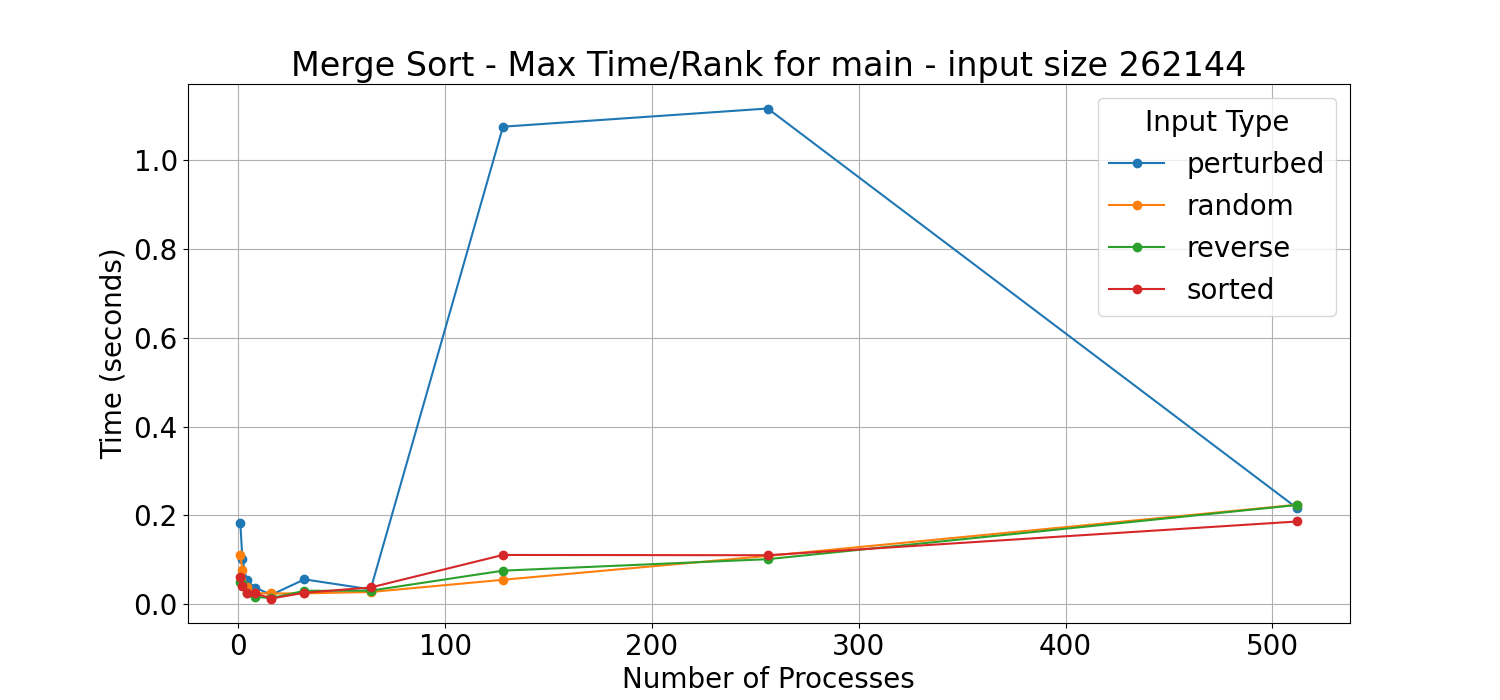 Merge Sort - Max Time/Rank for main - input size 262144
Input Type
perturbed
random
reverse
sorted
Time (seconds)
1.0
0.8
0.6
0.4
0.2
0.0
0 100 200 300 400 500
Number of Processes